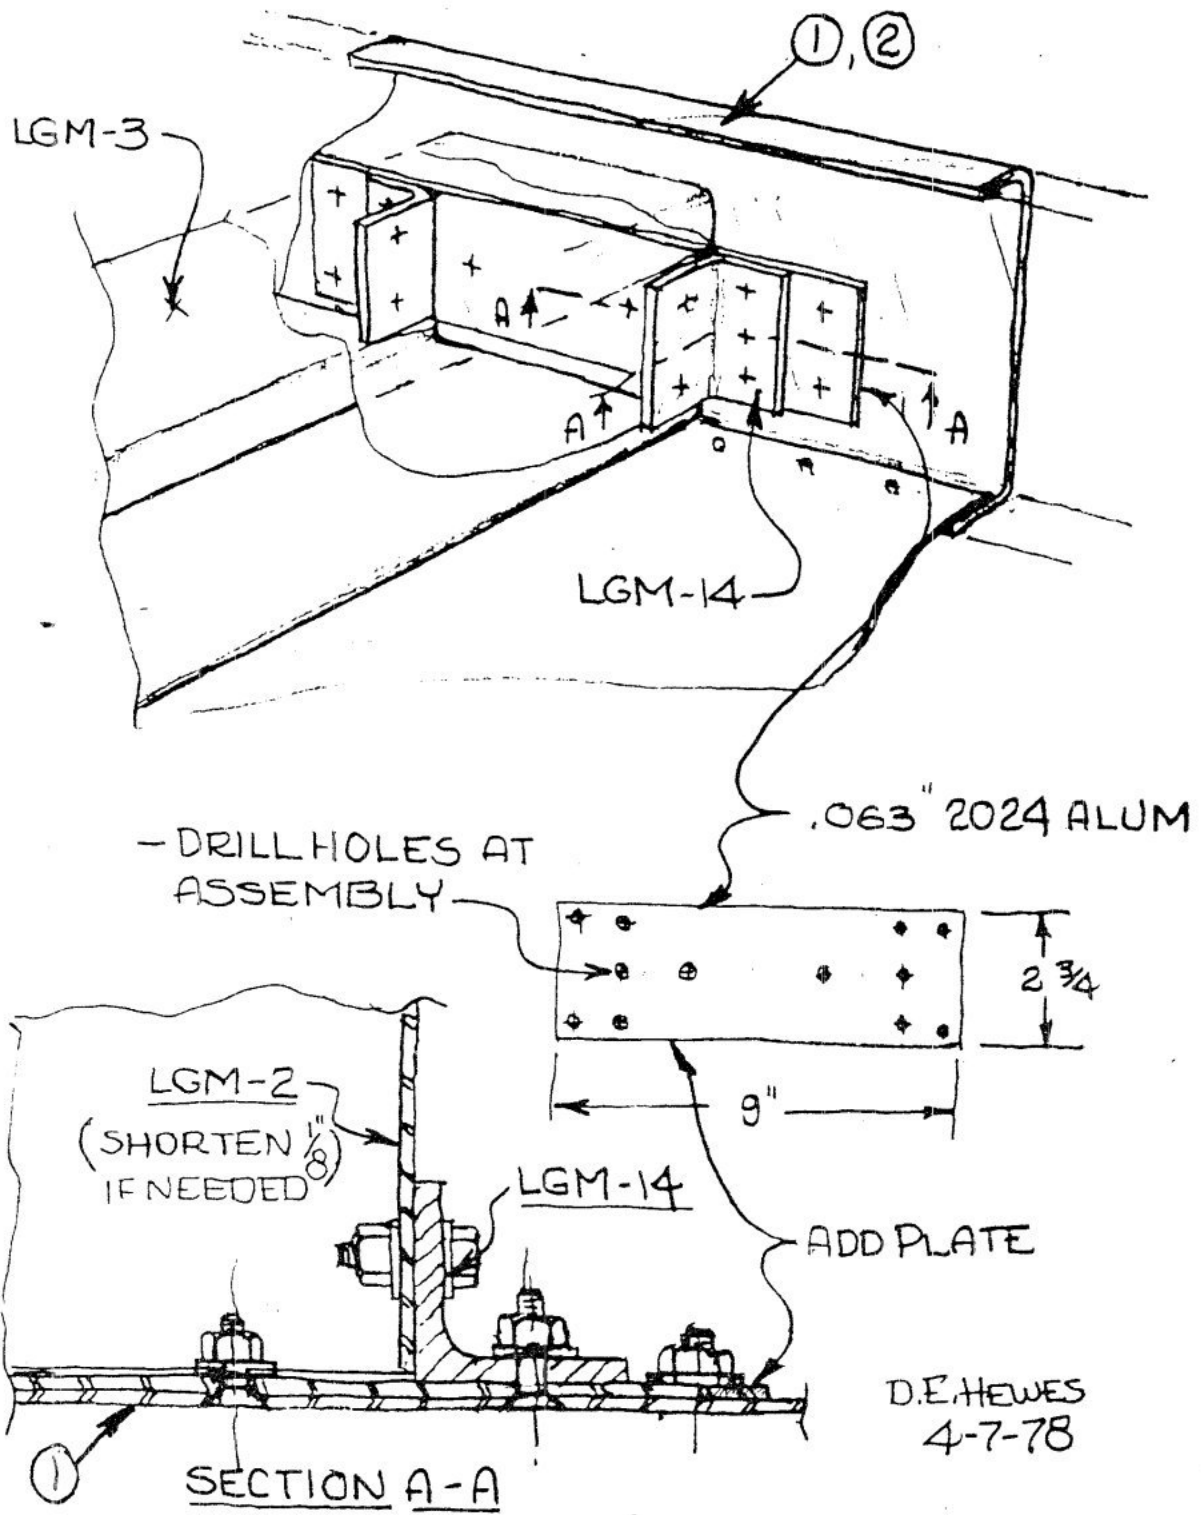 ①, ②
LGM-3
A
A
A
LGM-14
.063" 2024 ALUM
- DRILL HOLES AT
ASSEMBLY
2 3/4
9"
LGM-2
(SHORTEN 1/8"
IF NEEDED)
LGM-14
ADD PLATE
①
SECTION A-A
D.E.HEWES
4-7-78